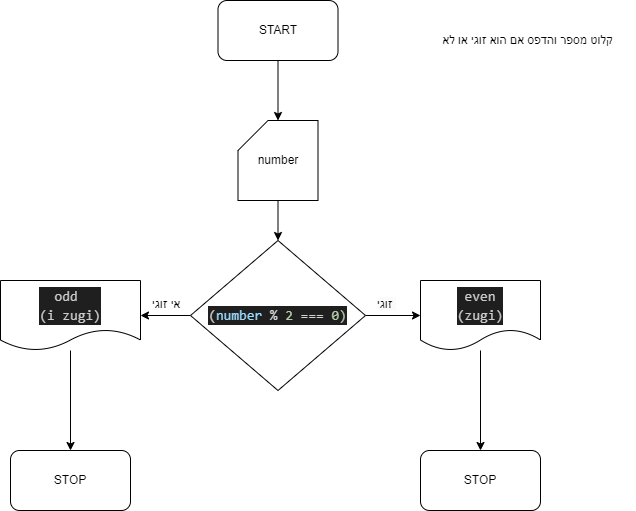 START
קלוט מספר והדפס אם הוא זוגי או לא
number
(number % 2 === 0)
אי זוגי
זוגי
odd
(i zugi)
even
(zugi)
STOP
STOP